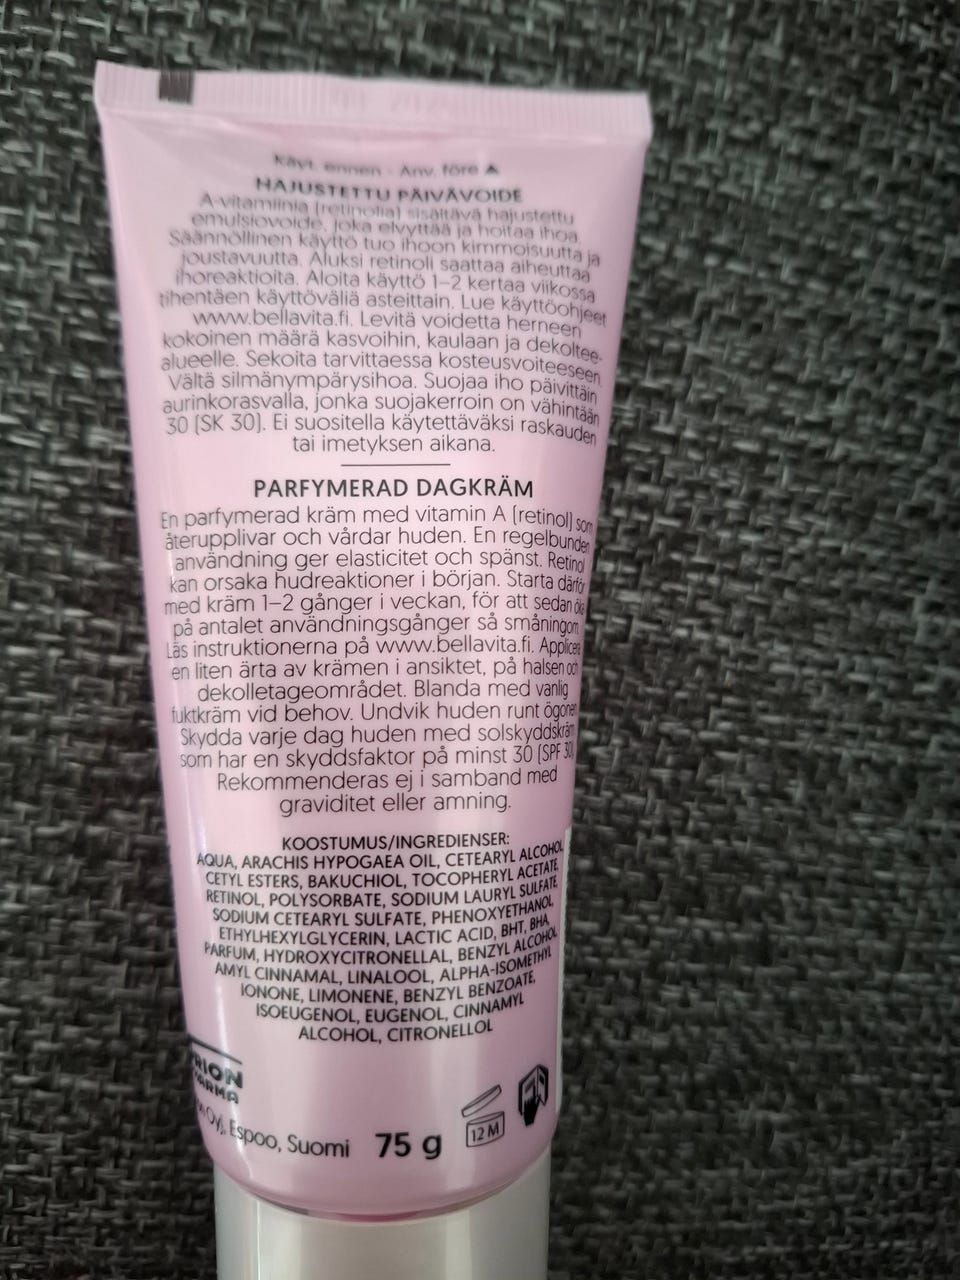 Käyt. ennen - Anv. före ▲
HAJUSTETTU PÄIVÄVOIDE
A-vitamiinia (retinolia) sisältävä hajustettu
emulsiovoide, joka elvyttää ja hoitaa ihoa.
Säännöllinen käyttö tuo ihoon kimmoisuutta ja
joustavuutta. Aluksi retinoli saattaa aiheuttaa
ihoreaktioita. Aloita käyttö 1–2 kertaa viikossa
tihentäen käyttöväliä asteittain. Lue käyttöohjeet
www.bellavita.fi. Levitä voidetta herneen
kokoinen määrä kasvoihin, kaulaan ja dekoltee-
alueelle. Sekoita tarvittaessa kosteusvoiteeseen.
Vältä silmänympärysihoa. Suojaa iho päivittäin
aurinkorasvalla, jonka suojakerroin on vähintään
30 (SK 30). Ei suositella käytettäväksi raskauden
tai imetyksen aikana.
PARFYMERAD DAGKRÄM
En parfymerad kräm med vitamin A (retinol) som
återupplivar och vårdar huden. En regelbunden
användning ger elasticitet och spänst. Retinol
kan orsaka hudreaktioner i början. Starta därför
med kräm 1–2 gånger i veckan, för att sedan öka
på antalet användningsgånger så småningom.
Läs instruktionerna på www.bellavita.fi. Applicera
en liten ärta av krämen i ansiktet, på halsen och
dekolletageområdet. Blanda med vanlig
fuktkräm vid behov. Undvik huden runt ögonen.
Skydda varje dag huden med solskyddskräm
som har en skyddsfaktor på minst 30 (SPF 30).
Rekommenderas ej i samband med
graviditet eller amning.
KOOSTUMUS/INGREDIENSER:
AQUA, ARACHIS HYPOGAEA OIL, CETEARYL ALCOHOL,
CETYL ESTERS, BAKUCHIOL, TOCOPHERYL ACETATE,
RETINOL, POLYSORBATE, SODIUM LAURYL SULFATE,
SODIUM CETEARYL SULFATE, PHENOXYETHANOL,
ETHYLHEXYLGLYCERIN, LACTIC ACID, BHT, BHA,
PARFUM, HYDROXYCITRONELLAL, BENZYL ALCOHOL,
AMYL CINNAMAL, LINALOOL, ALPHA-ISOMETHYL
IONONE, LIMONENE, BENZYL BENZOATE,
ISOEUGENOL, EUGENOL, CINNAMYL
ALCOHOL, CITRONELLOL
RION
ARMA
Oyj, Espoo, Suomi 75 g 12 M